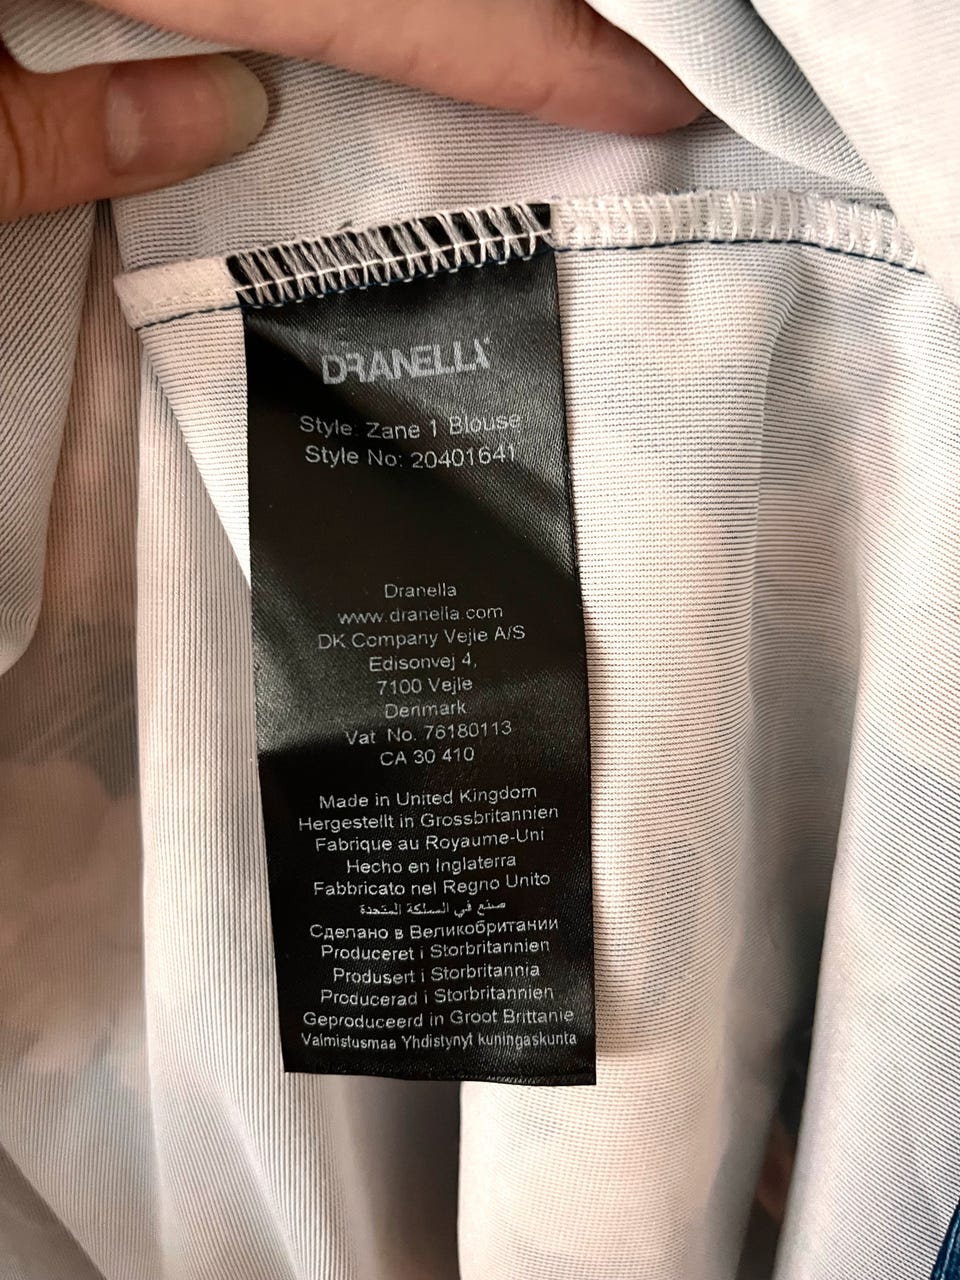 DRANELLA
Style: Zane 1 Blouse
Style No: 20401641
Dranella
www.dranella.com
DK Company Vejle A/S
Edisonvej 4,
7100 Vejle
Denmark
Vat No. 76180113
CA 30 410
Made in United Kingdom
Hergestellt in Grossbritannien
Fabrique au Royaume-Uni
Hecho en Inglaterra
Fabbricato nel Regno Unito
صنع في المملكة المتحدة
Сделано в Великобритании
Produceret i Storbritannien
Produsert i Storbritannia
Producerad i Storbritannien
Geproduceerd in Groot Brittanie
Valmistusmaa Yhdistynyt kuningaskunta